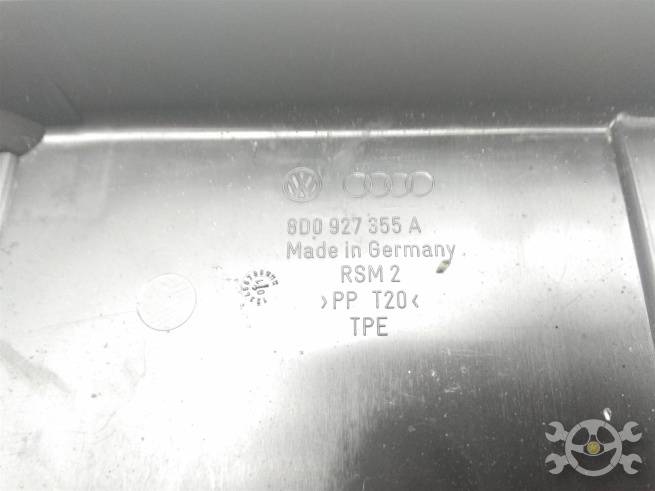 8D0 927 355 A
Made in Germany
RSM 2
>PP T20<
TPE